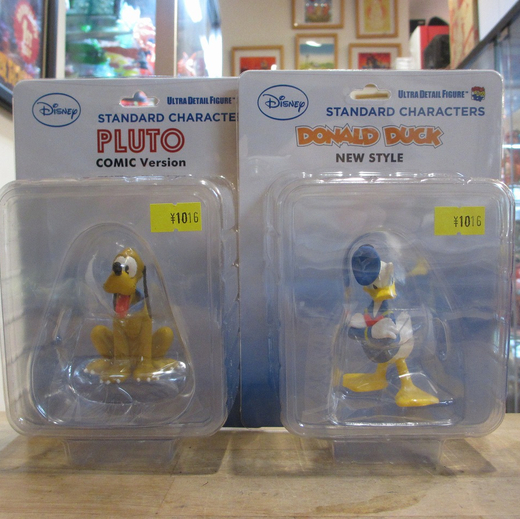 Disney
ULTRA DETAIL FIGURE
STANDARD CHARACTE
PLUTO
COMIC Version
¥1016
Disney
ULTRA DETAIL FIGURE
STANDARD CHARACTERS
DONALD DUCK
NEW STYLE
¥1016